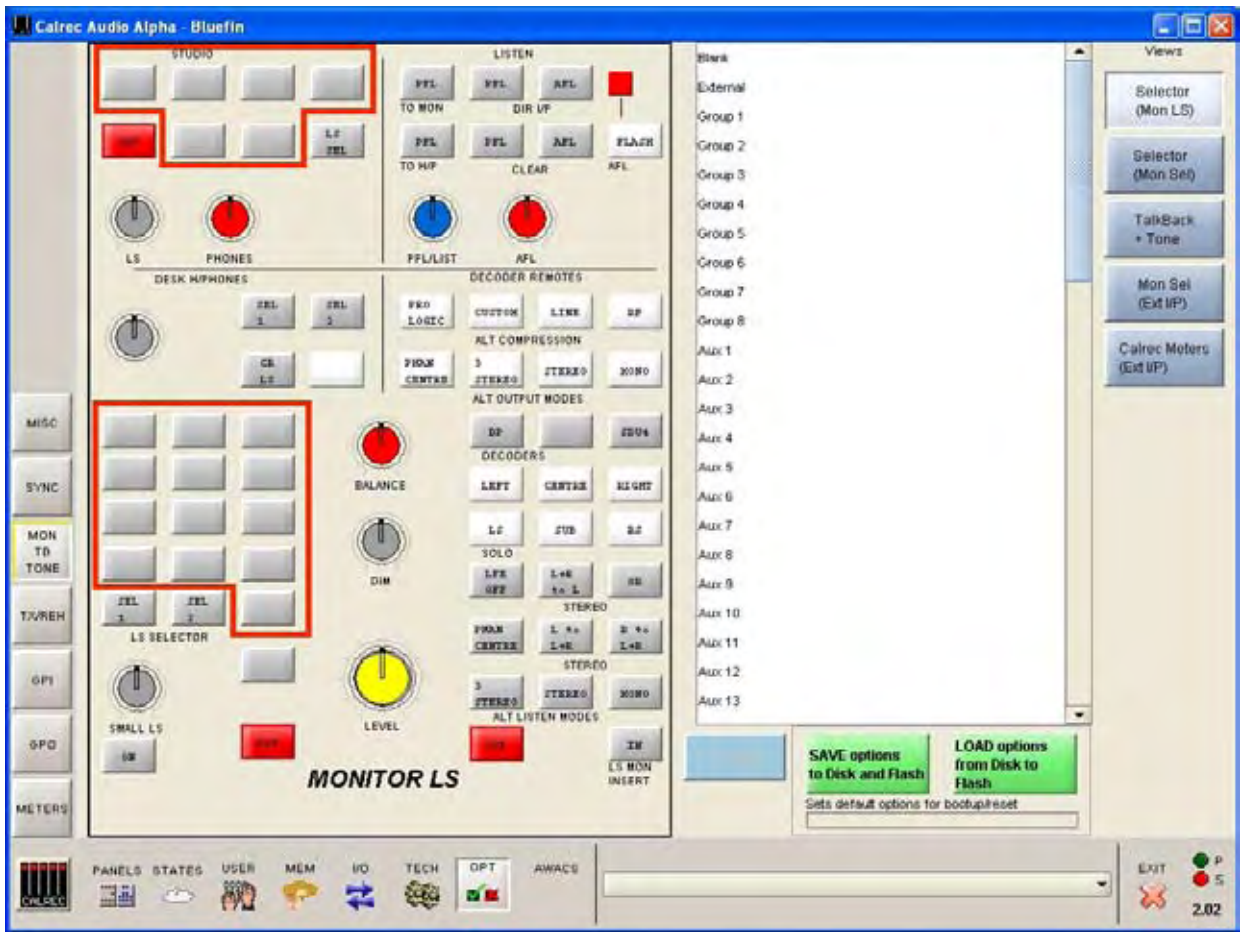 Calrec Audio Alpha - Bluefin
STUDIO
LISTEN
PFL
PFL
AFL
TO MON
DIR I/P
LS
SEL
PFL
PFL
AFL
FLASH
TO H/P
CLEAR
AFL
LS
PHONES
PFL/LIST
AFL
DESK H/PHONES
SEL
1
SEL
2
LS
DECODER REMOTES
PRO
LOGIC
CUSTOM
LINE
RF
ALT COMPRESSION
PHAN
CENTRE
3
STEREO
STEREO
MONO
ALT OUTPUT MODES
BALANCE
DIM
SEL
1
SEL
2
LS SELECTOR
SMALL LS
ON
LEVEL
DECODERS
LEFT
CENTRE
RIGHT
LS
SUB
RS
SOLO
LFE
OFF
L+R
to L
STEREO
PHAN
CENTRE
L to
L+R
R to
L+R
STEREO
3
STEREO
STEREO
MONO
ALT LISTEN MODES
IN
LS MON
INSERT
MONITOR LS
Blank
External
Group 1
Group 2
Group 3
Group 4
Group 5
Group 6
Group 7
Group 8
Aux 1
Aux 2
Aux 3
Aux 4
Aux 5
Aux 6
Aux 7
Aux 8
Aux 9
Aux 10
Aux 11
Aux 12
Aux 13
SAVE options
to Disk and Flash
LOAD options
from Disk to
Flash
Sets default options for bootup/reset
Views
Selector
(Mon LS)
Selector
(Mon Sel)
TalkBack
+ Tone
Mon Sel
(Ext I/P)
Calrec Meters
(Ext I/P)
MISC
SYNC
MON
TB
TONE
TX/REH
GPI
GPO
METERS
CALREC
PANELS
STATES
USER
MEM
I/O
TECH
OPT
AWACS
EXIT
P
S
2.02